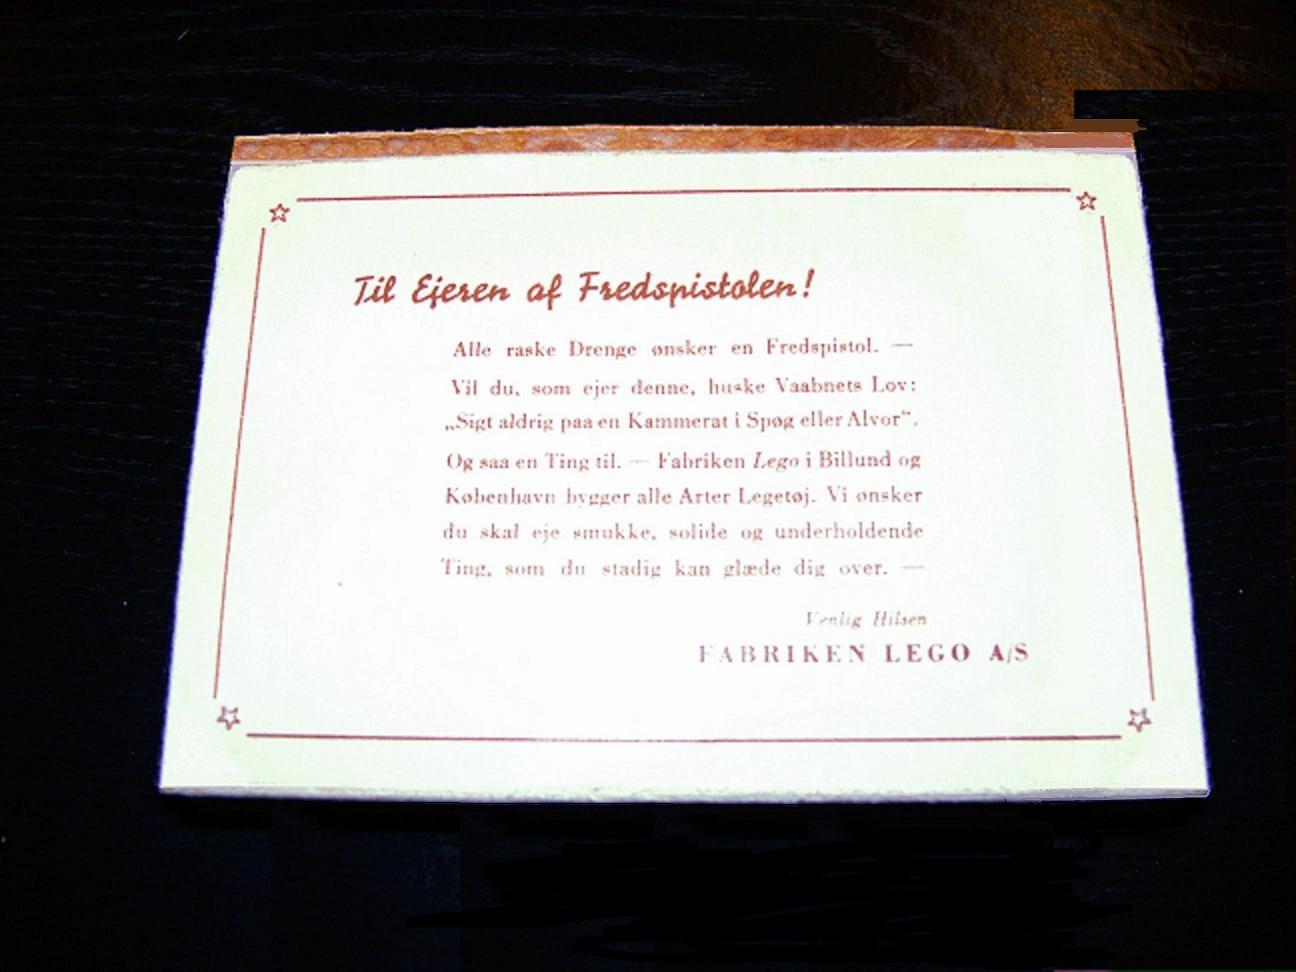 Til Ejeren af Fredspistolen!
Alle raske Drenge ønsker en Fredspistol. —
Vil du, som ejer denne, huske Vaabnets Lov:
„Sigt aldrig paa en Kammerat i Spøg eller Alvor“.
Og saa en Ting til. — Fabriken Lego i Billund og
København bygger alle Arter Legetøj. Vi ønsker
du skal eje smukke, solide og underholdende
Ting, som du stadig kan glæde dig over. —
Venlig Hilsen
FABRIKEN LEGO A/S